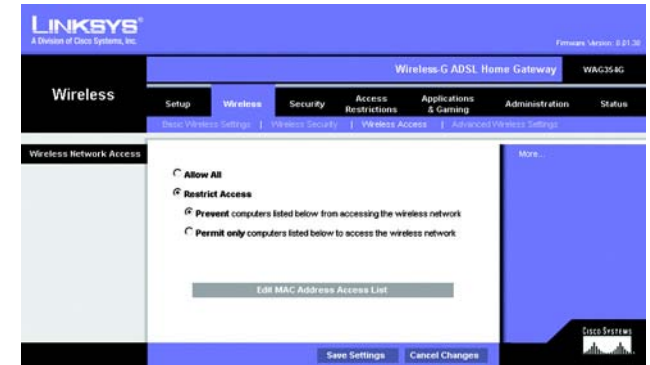 LINKSYS®
A Division of Cisco Systems, Inc.
Firmware Version: 0.01.30
Wireless-G ADSL Home Gateway WAG354G
Wireless
Setup Wireless Security Access Restrictions Applications & Gaming Administration Status
Basic Wireless Settings | Wireless Security | Wireless Access | Advanced Wireless Settings
Wireless Network Access
More...
Allow All
Restrict Access
Prevent computers listed below from accessing the wireless network
Permit only computers listed below to access the wireless network
Edit MAC Address Access List
Save Settings Cancel Changes
CISCO SYSTEMS